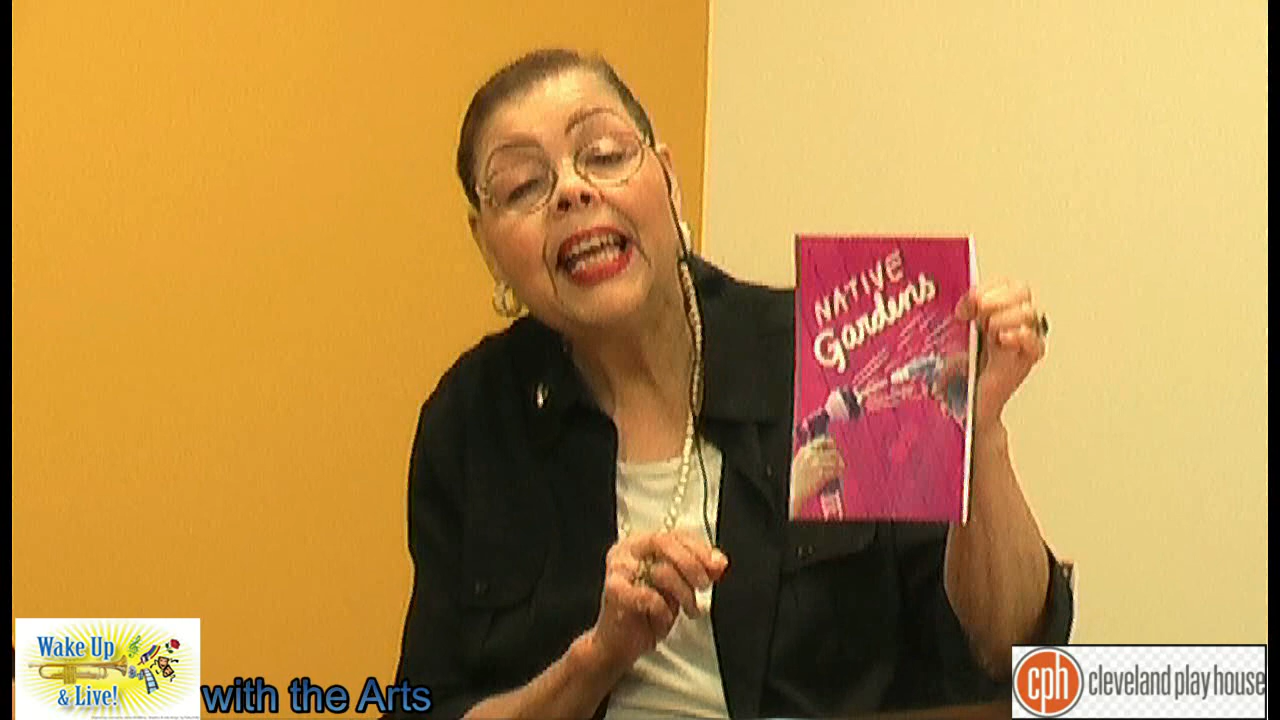 NATIVE
Gardens
Wake Up
& Live!
with the Arts
cph cleveland play house